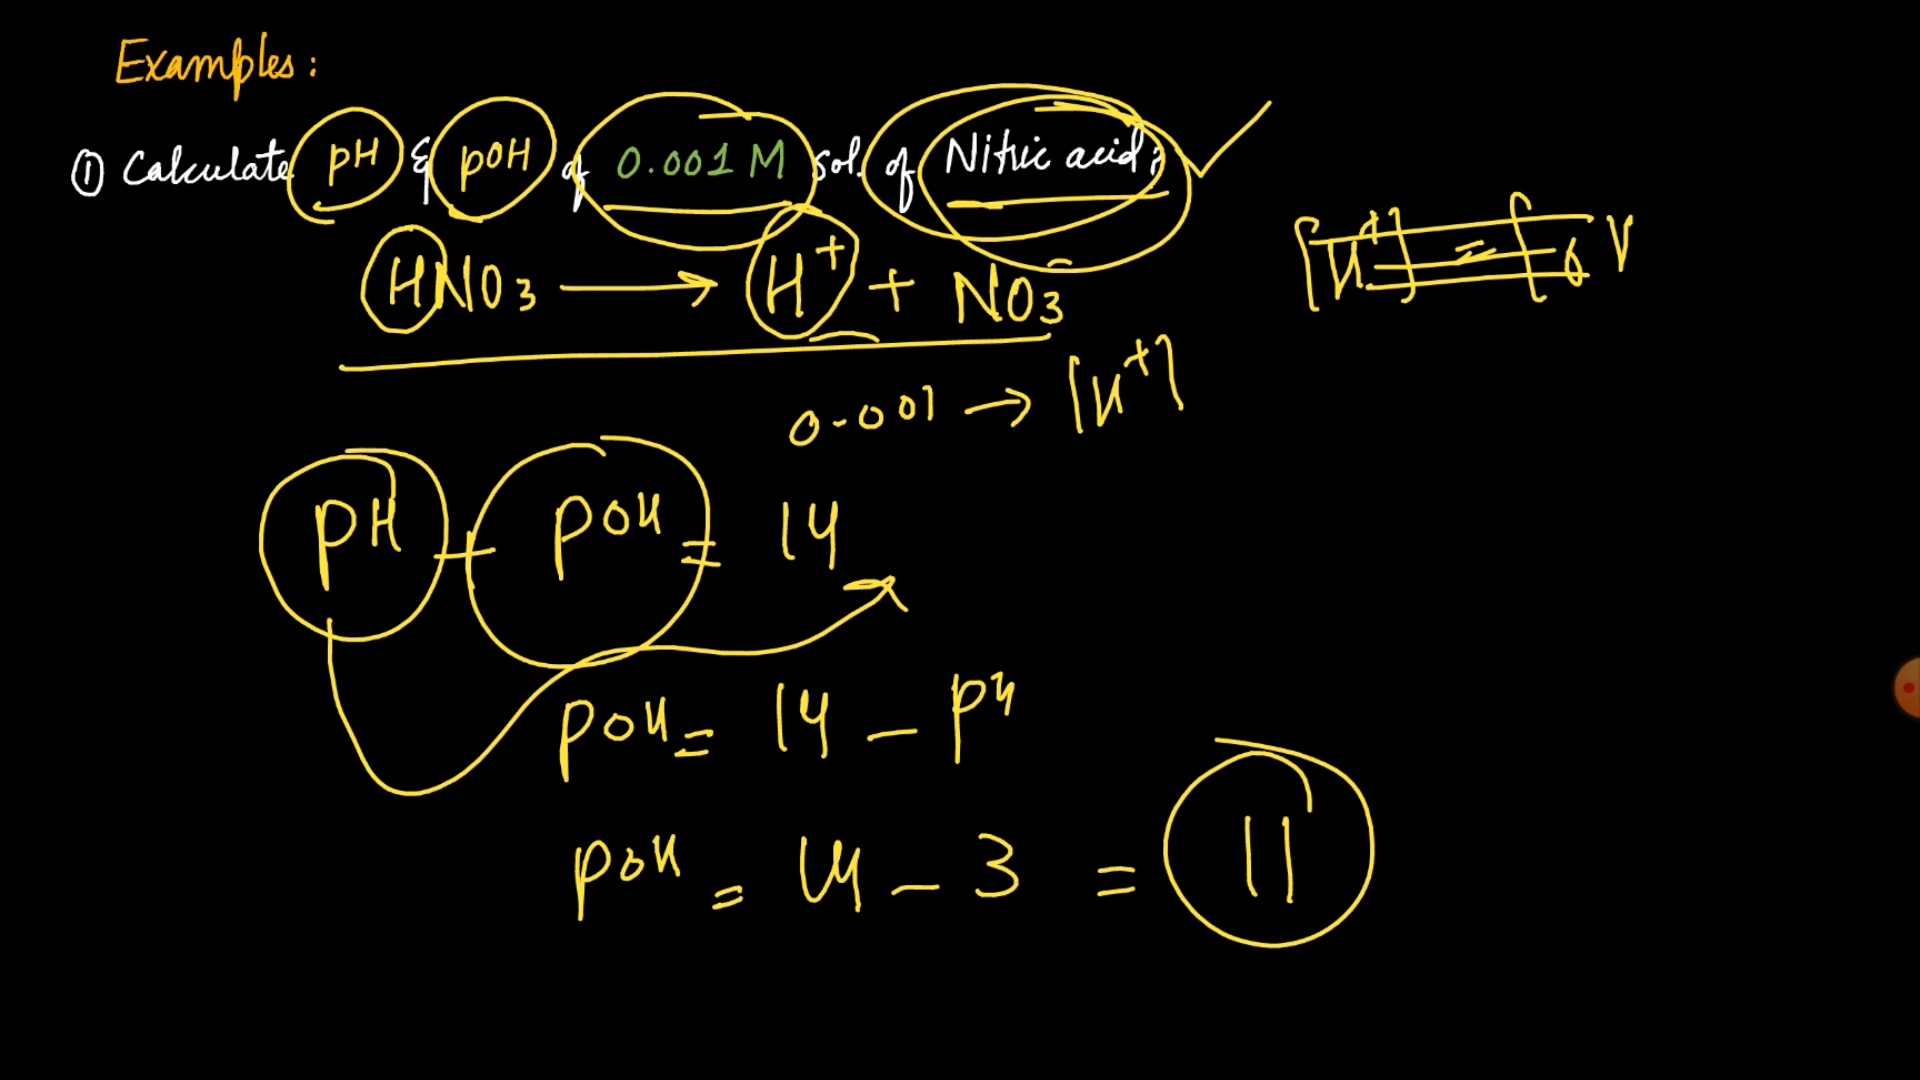 Examples:
① Calculate pH & pOH of 0.001 M sol. of Nitric acid;
HNO3 → H+ + NO3-
0.001 → [H+]
pH + pOH = 14
pOH = 14 - pH
pOH = 14 - 3 = 11